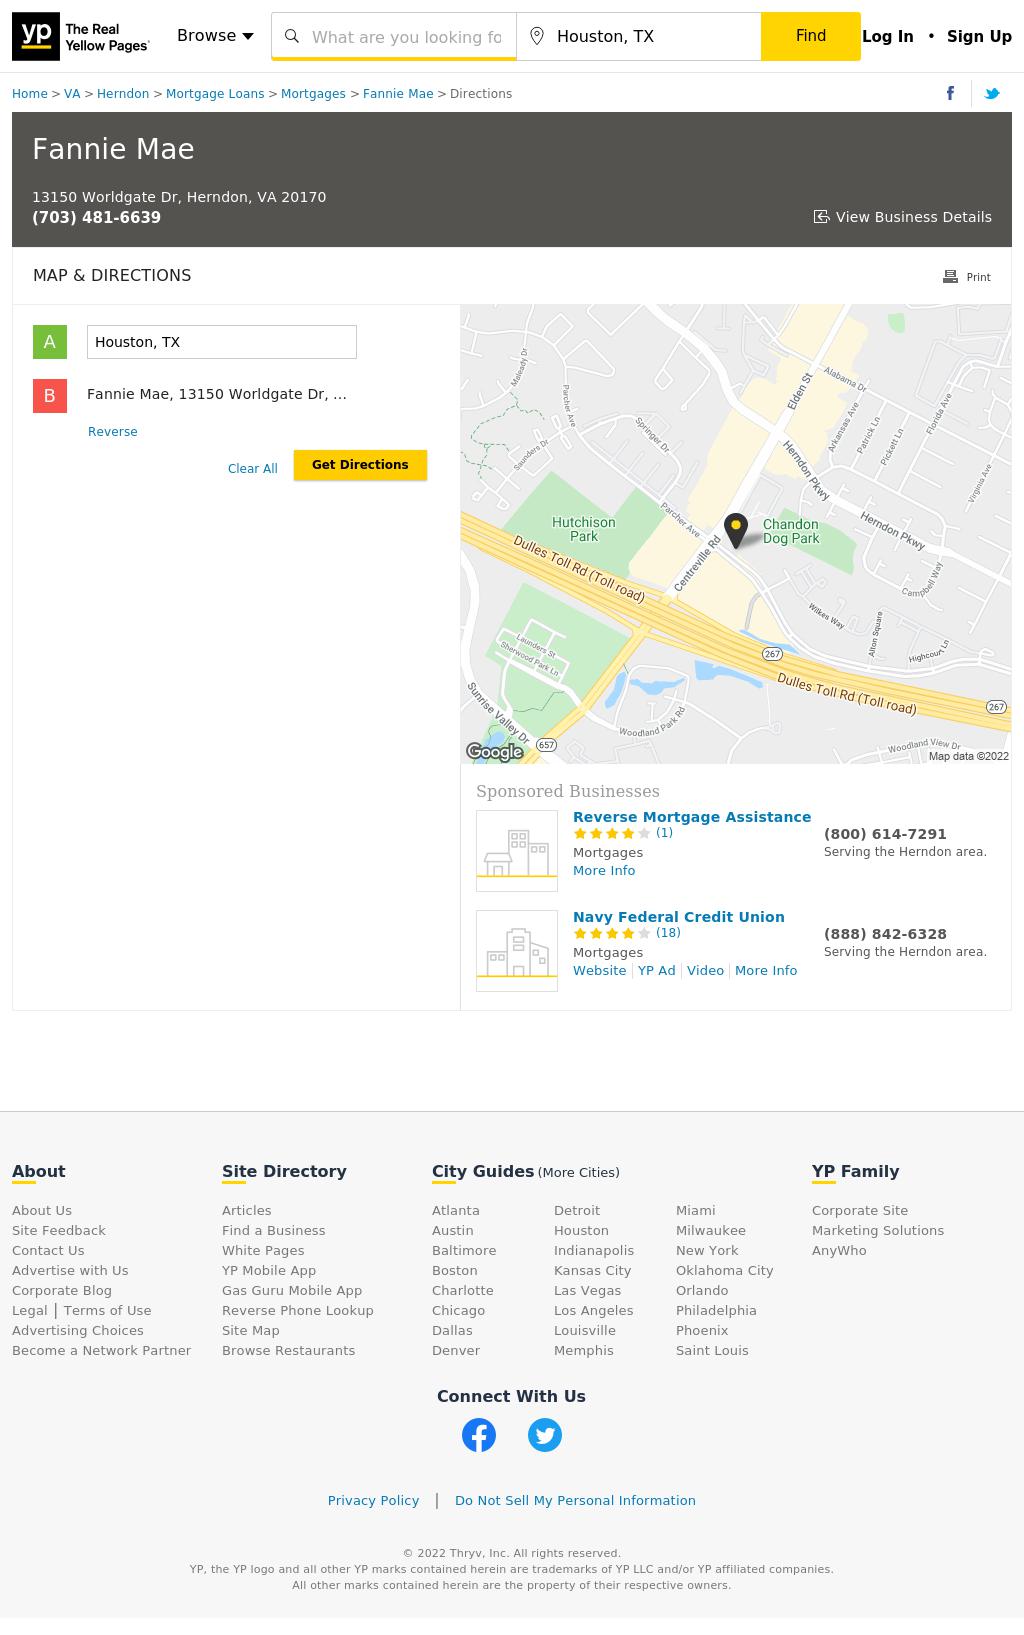 yp The Real
Yellow Pages
Browse
What are you looking fo
Houston, TX
Find
Log In • Sign Up
Home > VA > Herndon > Mortgage Loans > Mortgages > Fannie Mae > Directions
Fannie Mae
13150 Worldgate Dr, Herndon, VA 20170
(703) 481-6639
View Business Details
MAP & DIRECTIONS
Print
A Houston, TX
B Fannie Mae, 13150 Worldgate Dr, ...
Reverse
Clear All
Get Directions
Maleady Dr
Parcher Ave
Springer Dr
Saunders Dr
Elden St
Alabama Dr
Arkansas Ave
Patrick Ln
Pickett Ln
Florida Ave
Virginia Ave
Herndon Pkwy
Herndon Pkwy
Parcher Ave
Hutchison
Park
Chandon
Dog Park
Dulles Toll Rd (Toll road)
Centreville Rd
Campbell Way
Wilkes Way
Alton Square
Highcourt Ln
Launders St
Sherwood Park Ln
267
Dulles Toll Rd (Toll road)
267
Sunrise Valley Dr
Woodland Park Rd
657
Woodland View Dr
Google
Map data ©2022
Sponsored Businesses
Reverse Mortgage Assistance
(1)
Mortgages
More Info
(800) 614-7291
Serving the Herndon area.
Navy Federal Credit Union
(18)
Mortgages
Website | YP Ad | Video | More Info
(888) 842-6328
Serving the Herndon area.
About
About Us
Site Feedback
Contact Us
Advertise with Us
Corporate Blog
Legal | Terms of Use
Advertising Choices
Become a Network Partner
Site Directory
Articles
Find a Business
White Pages
YP Mobile App
Gas Guru Mobile App
Reverse Phone Lookup
Site Map
Browse Restaurants
City Guides (More Cities)
Atlanta
Austin
Baltimore
Boston
Charlotte
Chicago
Dallas
Denver
Detroit
Houston
Indianapolis
Kansas City
Las Vegas
Los Angeles
Louisville
Memphis
Miami
Milwaukee
New York
Oklahoma City
Orlando
Philadelphia
Phoenix
Saint Louis
YP Family
Corporate Site
Marketing Solutions
AnyWho
Connect With Us
Privacy Policy | Do Not Sell My Personal Information
© 2022 Thryv, Inc. All rights reserved.
YP, the YP logo and all other YP marks contained herein are trademarks of YP LLC and/or YP affiliated companies.
All other marks contained herein are the property of their respective owners.